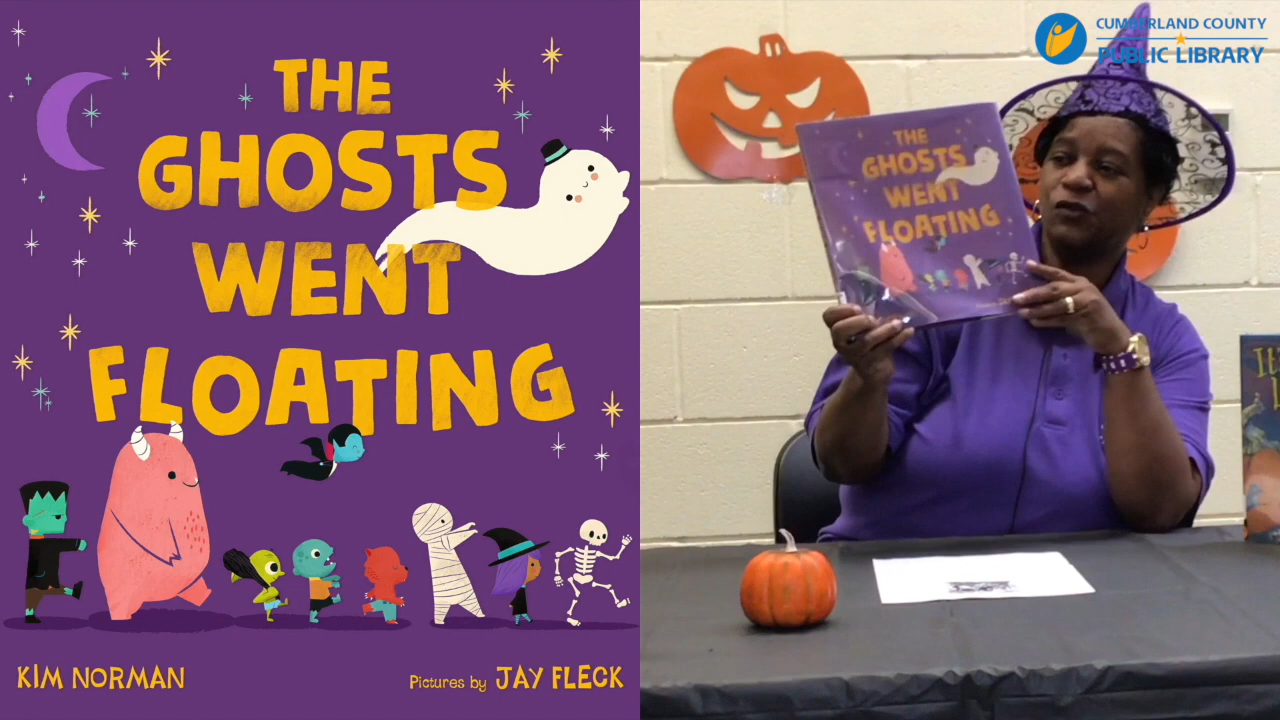 THE
GHOSTS
WENT
FLOATING
KIM NORMAN
Pictures by JAY FLECK
CUMBERLAND COUNTY
PUBLIC LIBRARY
THE
GHOSTS
WENT
FLOATING